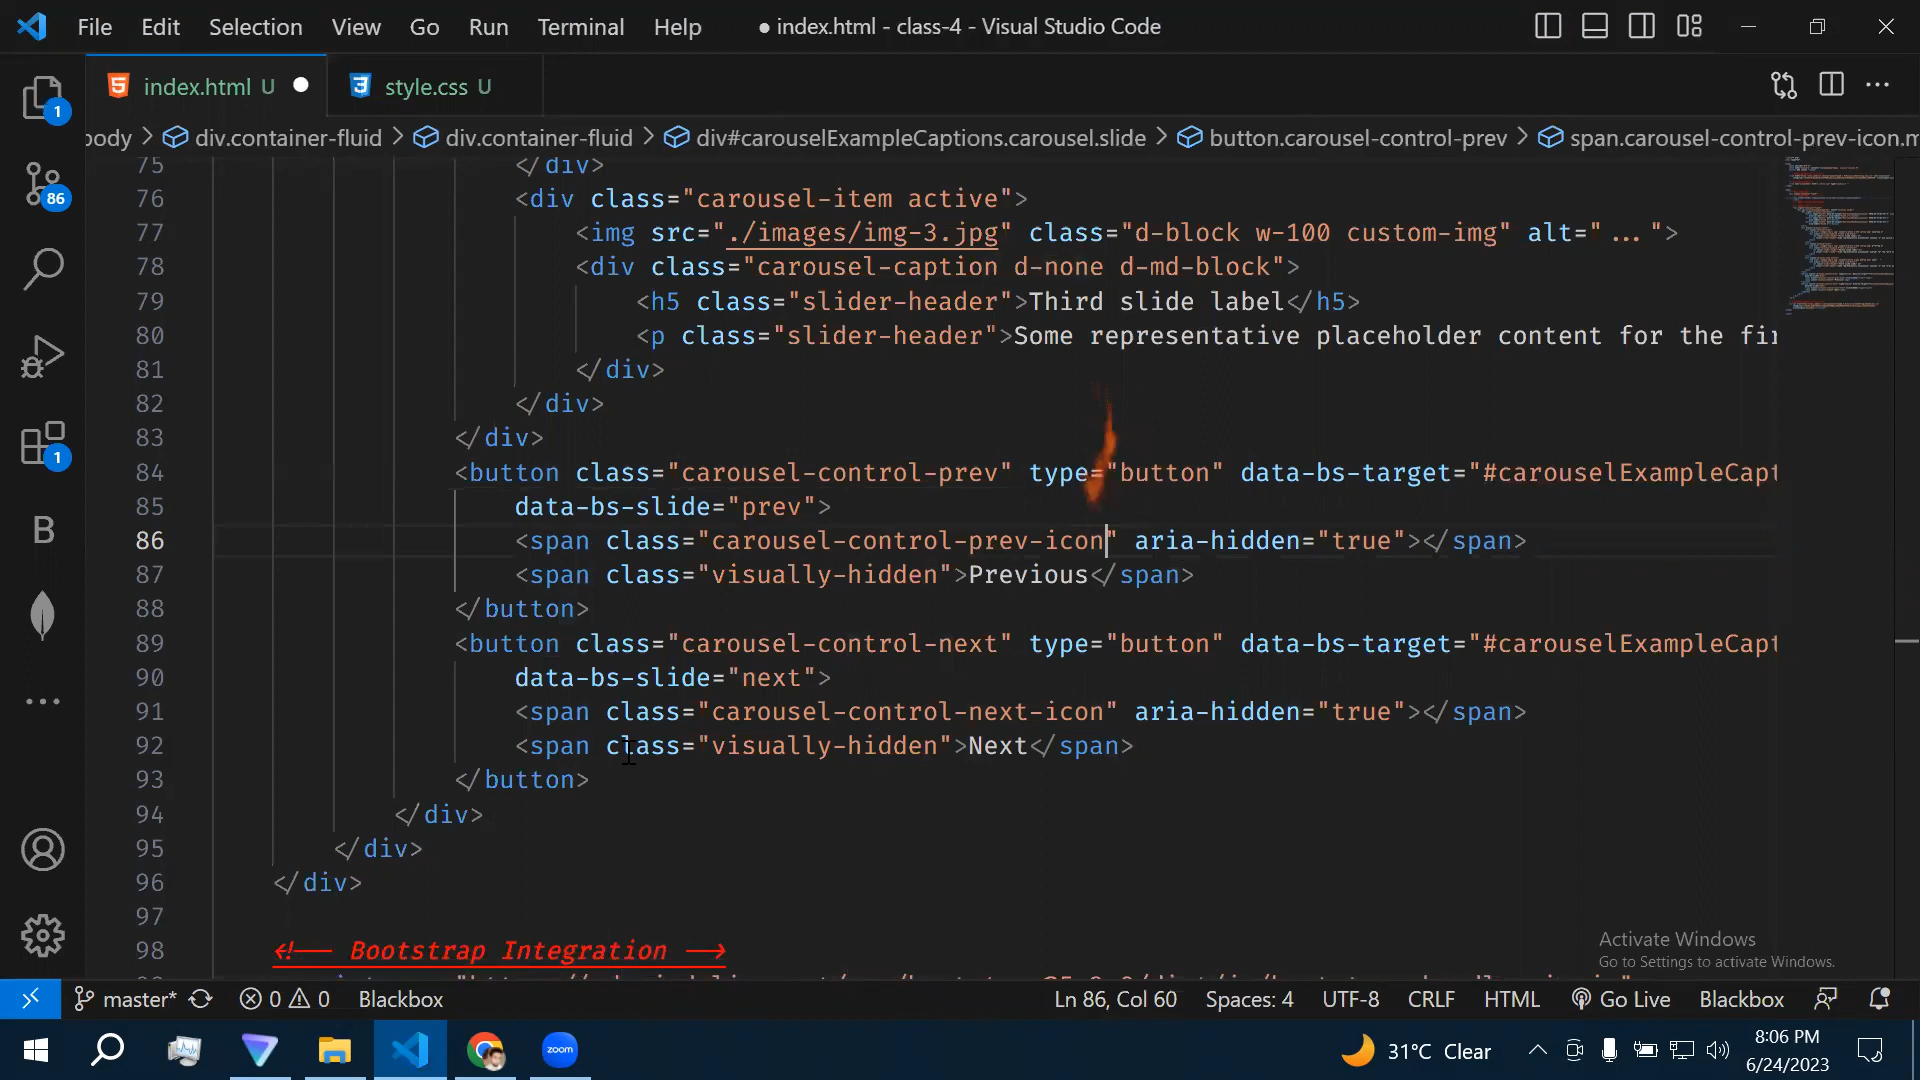 File Edit Selection View Go Run Terminal Help ● index.html - class-4 - Visual Studio Code
index.html U ● style.css U
body > div.container-fluid > div.container-fluid > div#carouselExampleCaptions.carousel.slide > button.carousel-control-prev > span.carousel-control-prev-icon.m
75 </div>
76 <div class="carousel-item active">
77 <img src="./images/img-3.jpg" class="d-block w-100 custom-img" alt="...">
78 <div class="carousel-caption d-none d-md-block">
79 <h5 class="slider-header">Third slide label</h5>
80 <p class="slider-header">Some representative placeholder content for the fir
81 </div>
82 </div>
83 </div>
84 <button class="carousel-control-prev" type="button" data-bs-target="#carouselExampleCapt
85 data-bs-slide="prev">
86 <span class="carousel-control-prev-icon" aria-hidden="true"></span>
87 <span class="visually-hidden">Previous</span>
88 </button>
89 <button class="carousel-control-next" type="button" data-bs-target="#carouselExampleCapt
90 data-bs-slide="next">
91 <span class="carousel-control-next-icon" aria-hidden="true"></span>
92 <span class="visually-hidden">Next</span>
93 </button>
94 </div>
95 </div>
96 </div>
97
98 <!-- Bootstrap Integration -->
1
86
1
B
Activate Windows
Go to Settings to activate Windows.
master* 0 0 Blackbox Ln 86, Col 60 Spaces: 4 UTF-8 CRLF HTML Go Live Blackbox
zoom 31°C Clear 8:06 PM
6/24/2023